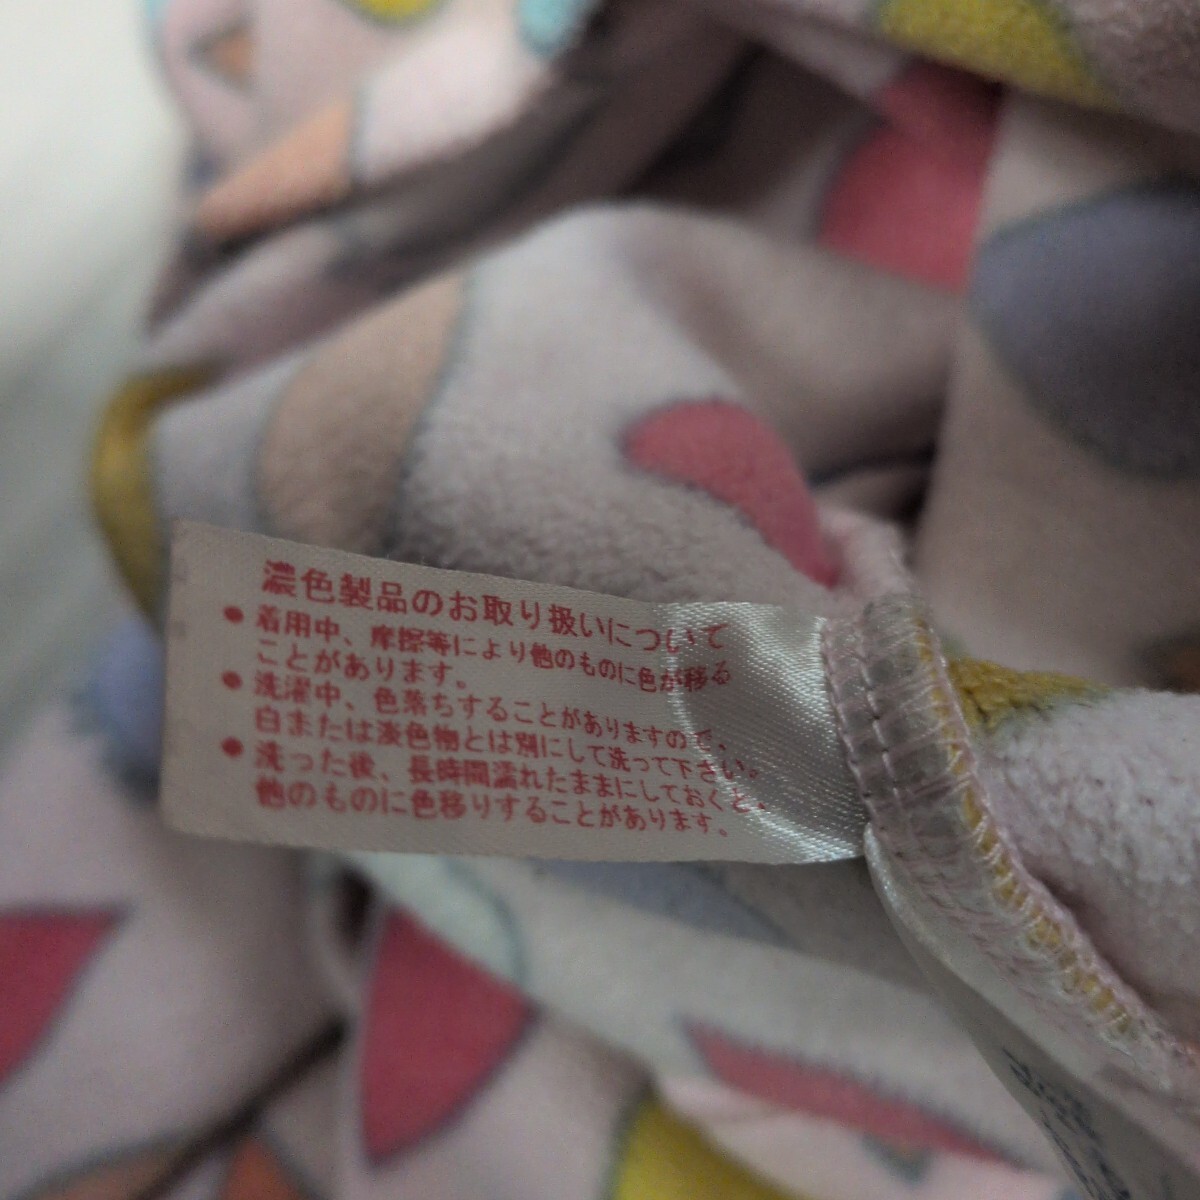 濃色製品のお取り扱いについて
●着用中、摩擦等により他のものに色が移る
ことがあります。
●洗濯中、色落ちすることがありますので、
白または淡色物とは別にして洗って下さい。
●洗った後、長時間濡れたままにしておくと、
他のものに色移りすることがあります。